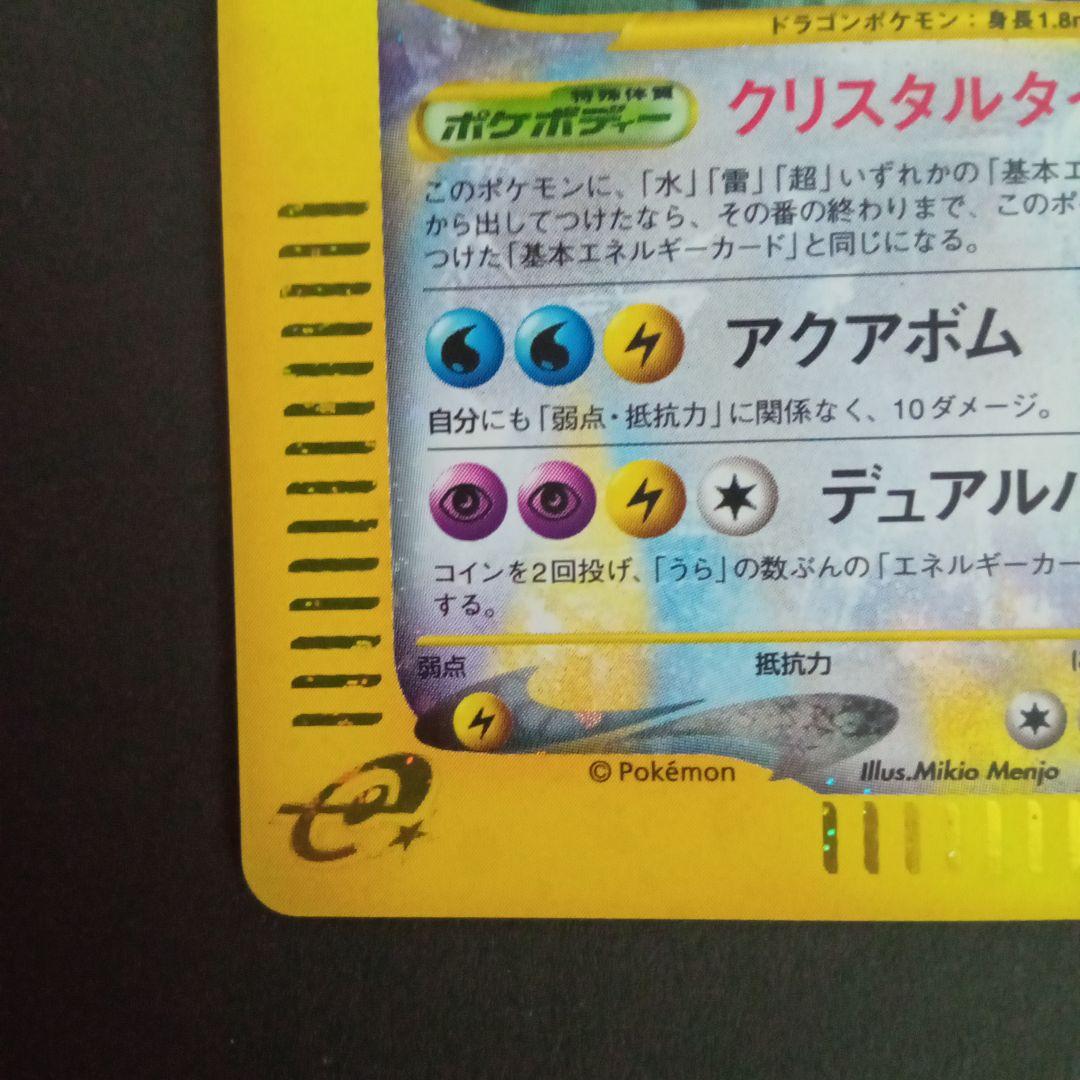 ドラゴンポケモン：身長1.8m
特殊体質
ポケボディー
クリスタルタイ
このポケモンに、「水」「雷」「超」いずれかの「基本エ
から出してつけたなら、その番の終わりまで、このポ
つけた「基本エネルギーカード」と同じになる。
アクアボム
自分にも「弱点・抵抗力」に関係なく、10ダメージ。
デュアルバ
コインを2回投げ、「うら」の数ぶんの「エネルギーカー
する。
弱点
抵抗力
© Pokémon
Illus.Mikio Menjo
e